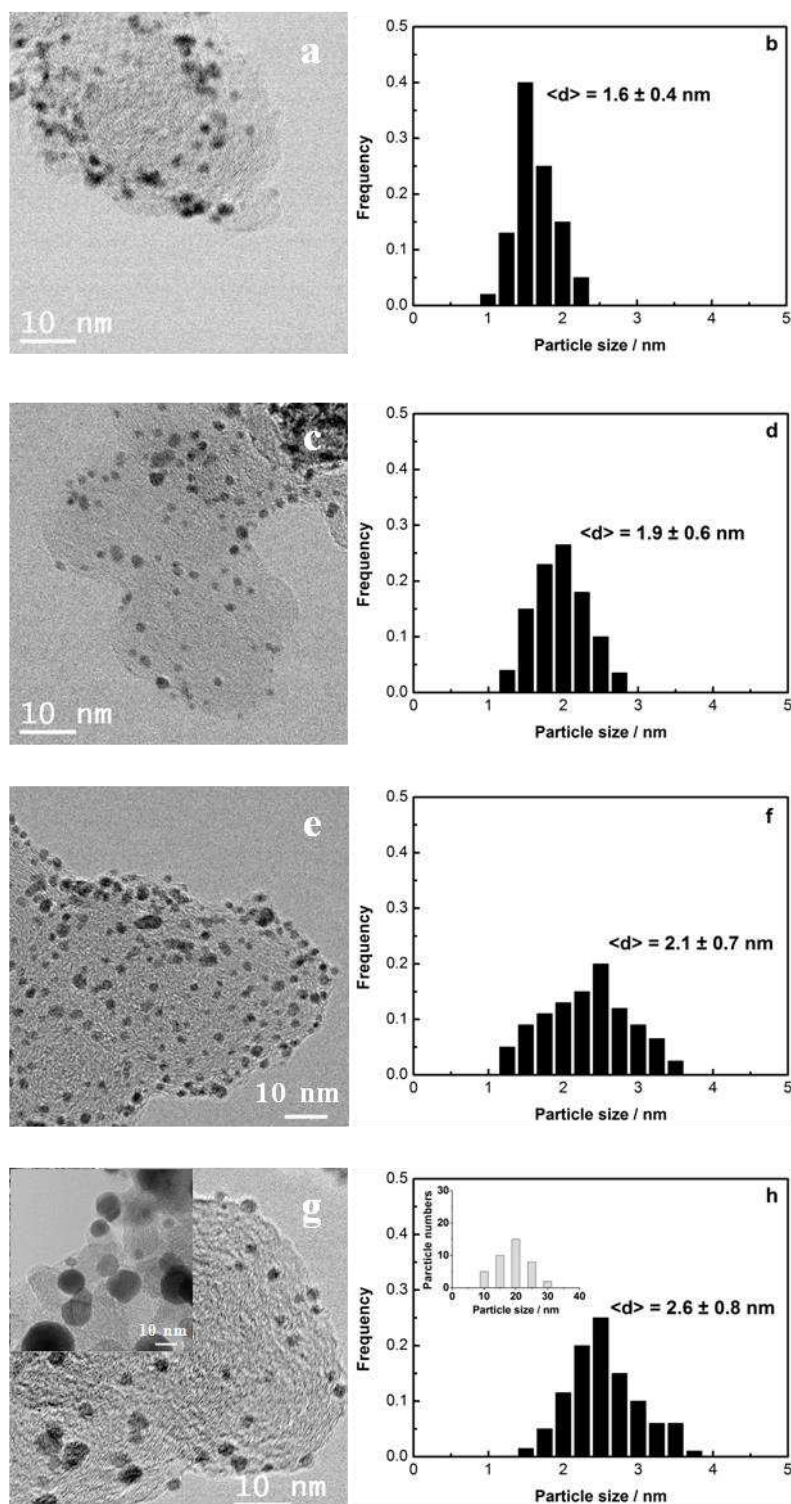 a
10 nm
b
<d> = 1.6 ± 0.4 nm
Frequency
0.5
0.4
0.3
0.2
0.1
0.0
0 1 2 3 4 5
Particle size / nm
c
10 nm
d
<d> = 1.9 ± 0.6 nm
Frequency
0.5
0.4
0.3
0.2
0.1
0.0
0 1 2 3 4 5
Particle size / nm
e
10 nm
f
<d> = 2.1 ± 0.7 nm
Frequency
0.5
0.4
0.3
0.2
0.1
0.0
0 1 2 3 4 5
Particle size / nm
g
10 nm
10 nm
h
Parcticle numbers
30
20
10
0
0 10 20 30 40
Particle size / nm
<d> = 2.6 ± 0.8 nm
Frequency
0.5
0.4
0.3
0.2
0.1
0.0
0 1 2 3 4 5
Particle size / nm